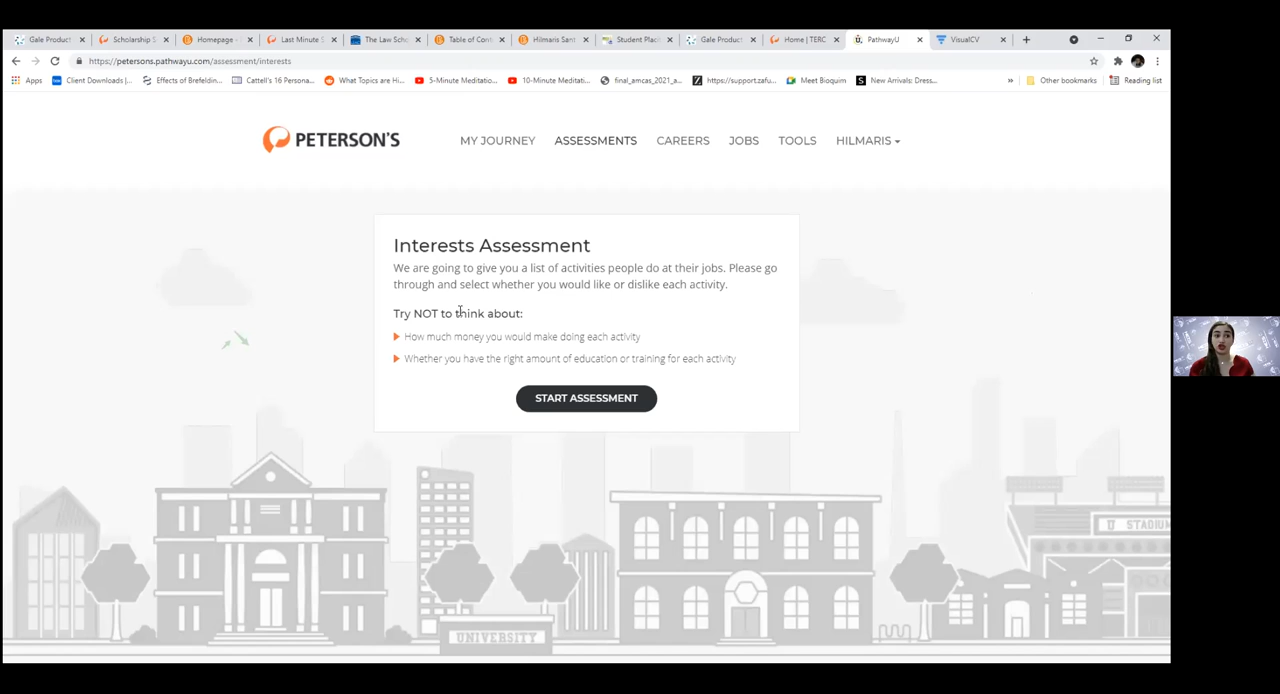 Gale Product
Scholarship S
Homepage -
Last Minute S
The Law Scho
Table of Cont
Hilmaris Sant
Student Place
Gale Product
Home | TERC
PathwayU
VisualCV
https://petersons.pathwayu.com/assessment/interests
Apps
Client Downloads |...
Effects of Brefelding...
Cattell's 16 Persona...
What Topics are Hi...
5-Minute Meditatio...
10-Minute Meditati...
final_amcas_2021_a...
https://support.zafu...
Meet Bioquim
New Arrivals: Dress...
»
Other bookmarks
Reading list
PETERSON'S
MY JOURNEY
ASSESSMENTS
CAREERS
JOBS
TOOLS
HILMARIS
Interests Assessment
We are going to give you a list of activities people do at their jobs. Please go
through and select whether you would like or dislike each activity.
Try NOT to think about:
How much money you would make doing each activity
Whether you have the right amount of education or training for each activity
START ASSESSMENT
U STADIUM
UNIVERSITY